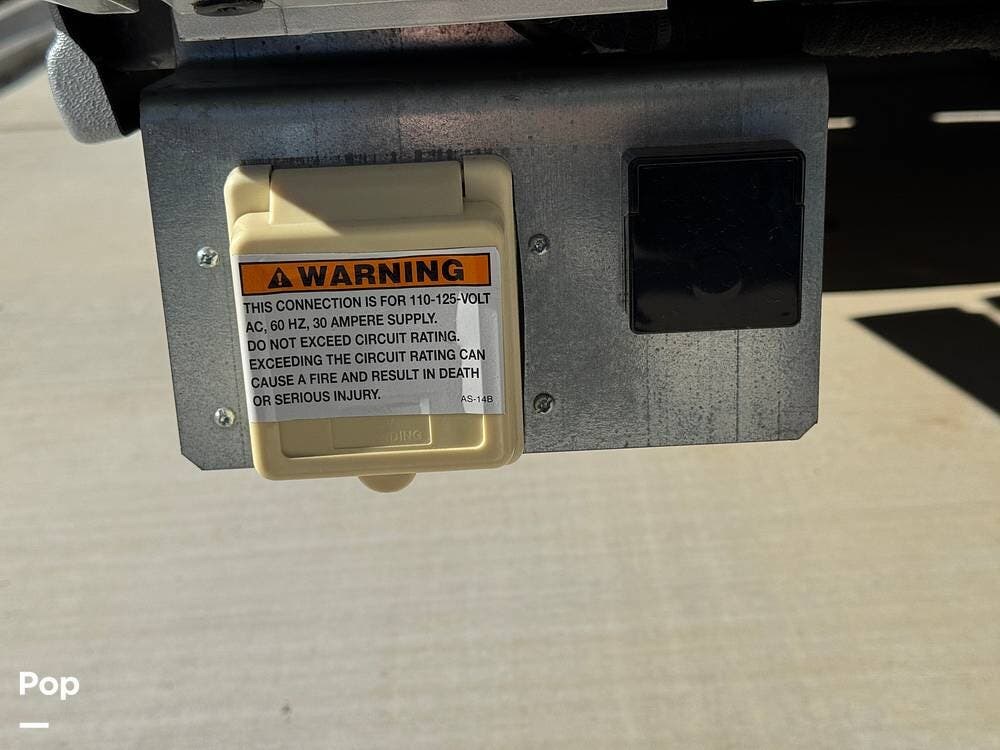 WARNING
THIS CONNECTION IS FOR 110-125-VOLT
AC, 60 HZ, 30 AMPERE SUPPLY.
DO NOT EXCEED CIRCUIT RATING.
EXCEEDING THE CIRCUIT RATING CAN
CAUSE A FIRE AND RESULT IN DEATH
OR SERIOUS INJURY.
AS-14B
Pop